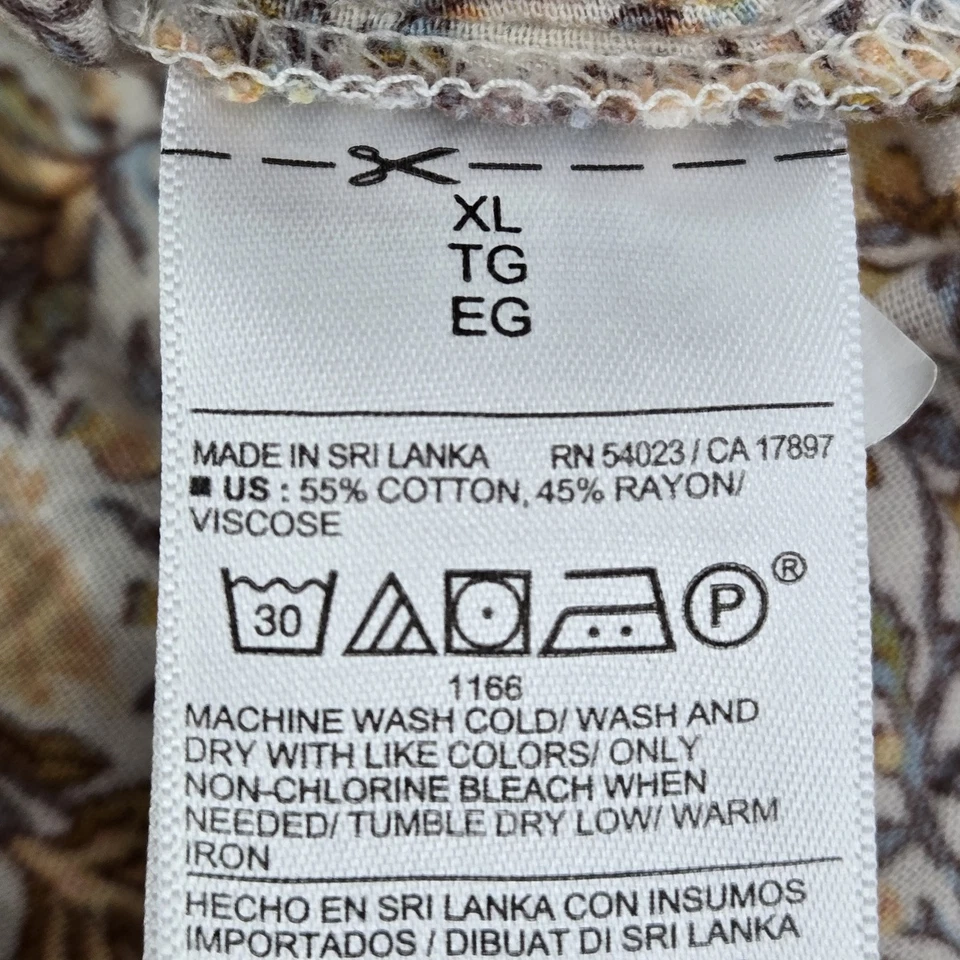 XL
TG
EG
MADE IN SRI LANKA RN 54023 / CA 17897
■ US : 55% COTTON, 45% RAYON/
VISCOSE
30 P ®
1166
MACHINE WASH COLD/ WASH AND
DRY WITH LIKE COLORS/ ONLY
NON-CHLORINE BLEACH WHEN
NEEDED/ TUMBLE DRY LOW/ WARM
IRON
HECHO EN SRI LANKA CON INSUMOS
IMPORTADOS / DIBUAT DI SRI LANKA